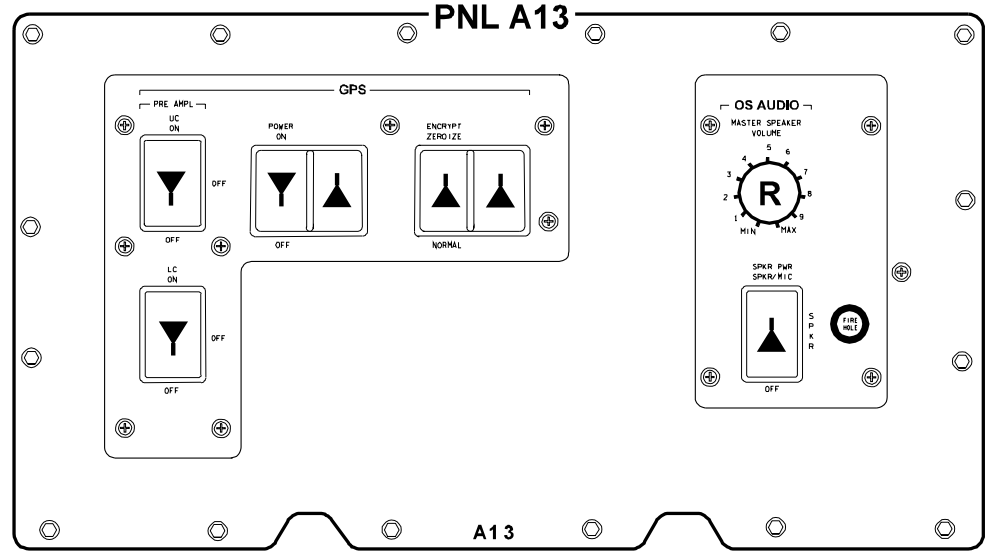 PNL A13
GPS
PRE AMPL
UC
ON
OFF
OFF
POWER
ON
OFF
ENCRYPT
ZEROIZE
NORMAL
LC
ON
OFF
OFF
OS AUDIO
MASTER SPEAKER
VOLUME
MIN 1 2 3 4 5 6 7 8 9 MAX
R
SPKR PWR
SPKR/MIC
SPKR
OFF
FIRE
HOLE
A13